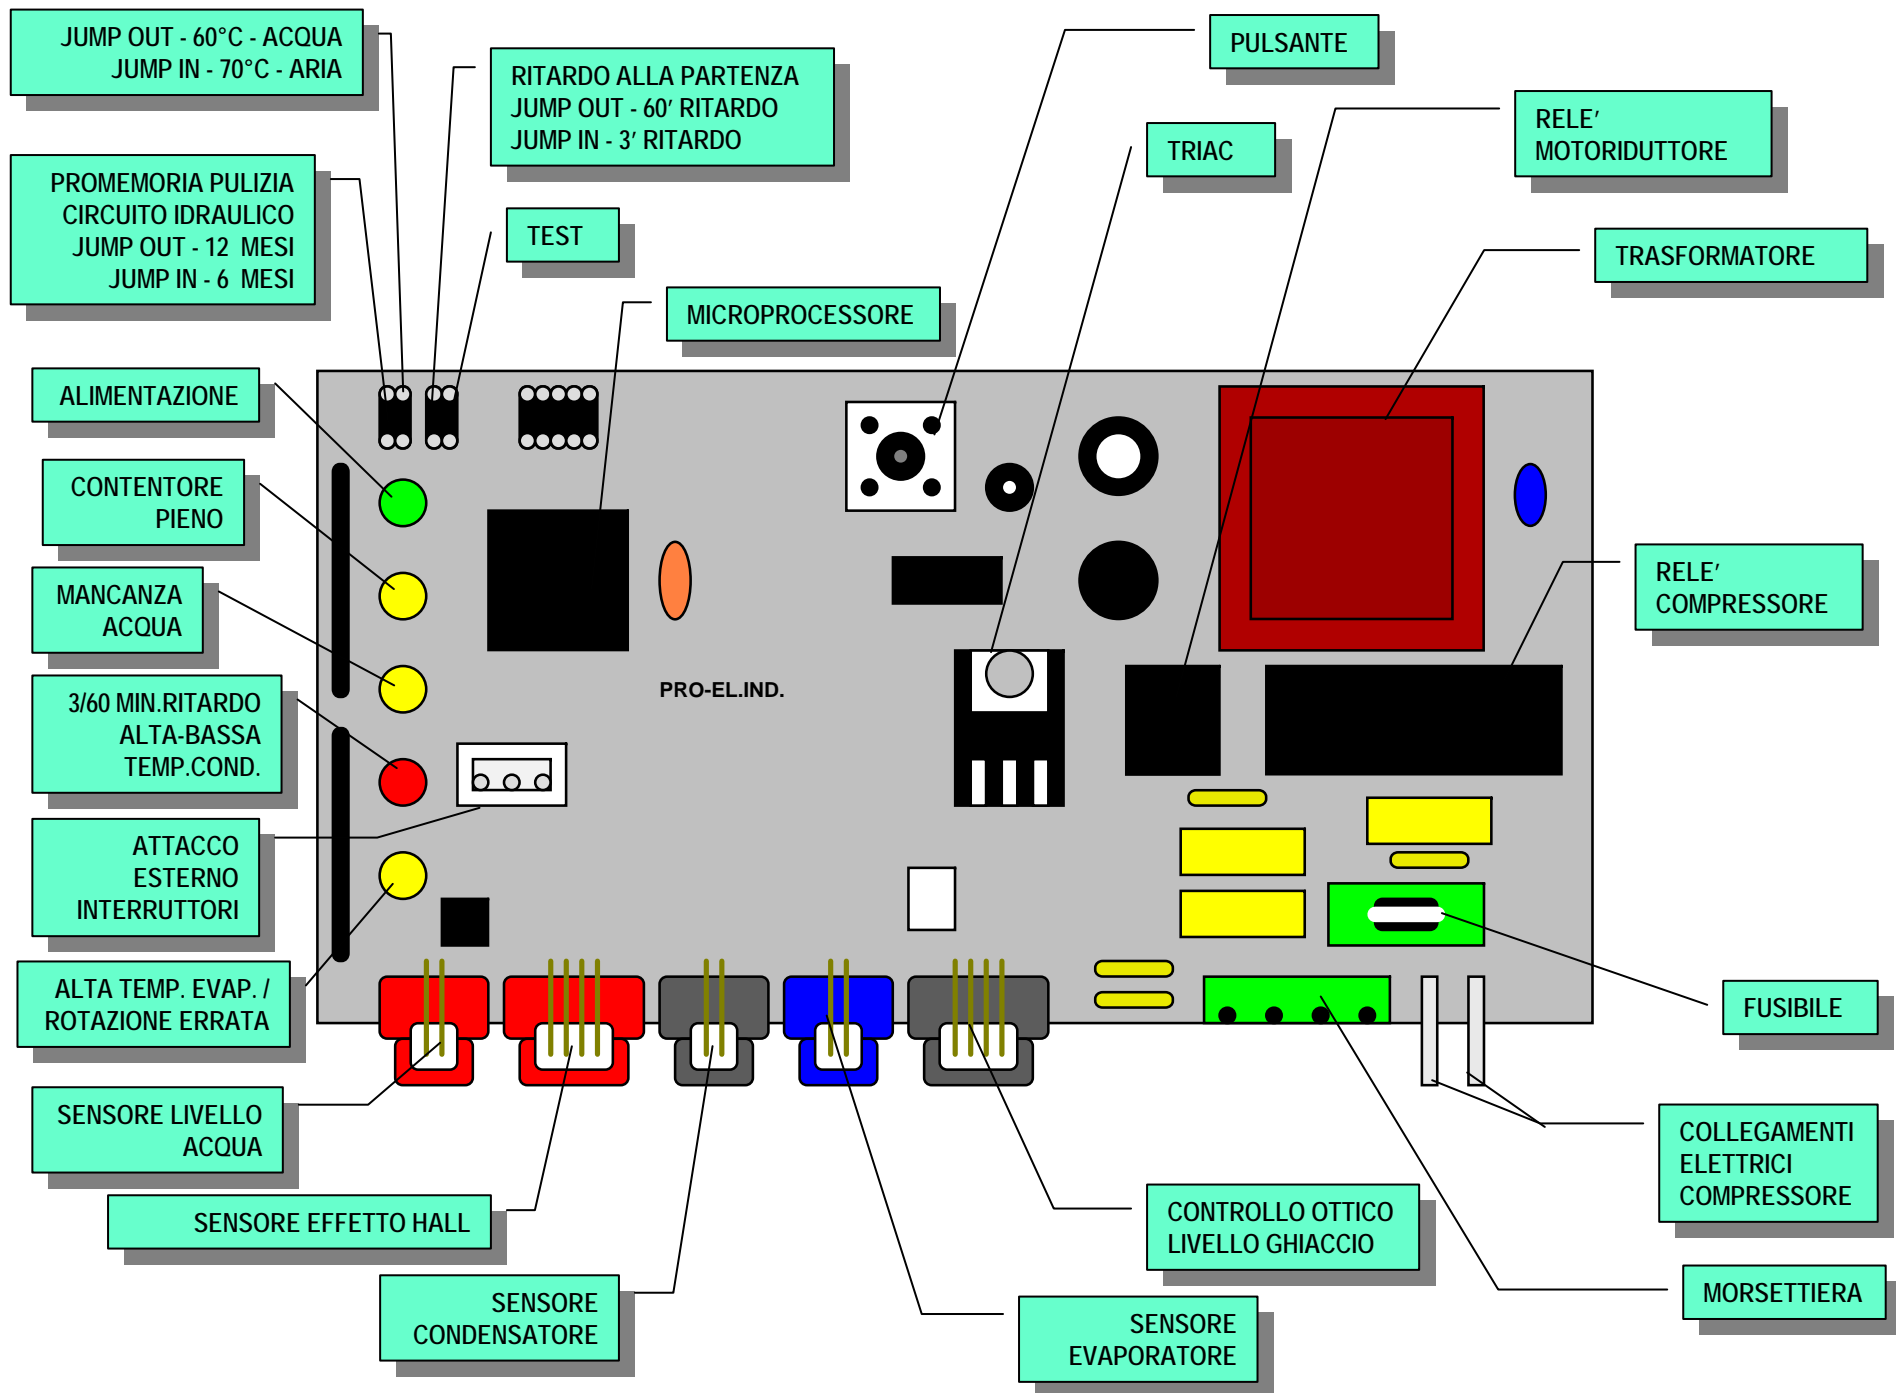 JUMP OUT - 60°C - ACQUA
JUMP IN - 70°C - ARIA
RITARDO ALLA PARTENZA
JUMP OUT - 60' RITARDO
JUMP IN - 3' RITARDO
PULSANTE
RELE'
MOTORIDUTTORE
TRIAC
PROMEMORIA PULIZIA
CIRCUITO IDRAULICO
JUMP OUT - 12 MESI
JUMP IN - 6 MESI
TEST
TRASFORMATORE
MICROPROCESSORE
ALIMENTAZIONE
CONTENTORE
PIENO
MANCANZA
ACQUA
RELE'
COMPRESSORE
3/60 MIN.RITARDO
ALTA-BASSA
TEMP.COND.
PRO-EL.IND.
ATTACCO
ESTERNO
INTERRUTTORI
ALTA TEMP. EVAP. /
ROTAZIONE ERRATA
FUSIBILE
SENSORE LIVELLO
ACQUA
COLLEGAMENTI
ELETTRICI
COMPRESSORE
SENSORE EFFETTO HALL
CONTROLLO OTTICO
LIVELLO GHIACCIO
MORSETTIERA
SENSORE
CONDENSATORE
SENSORE
EVAPORATORE